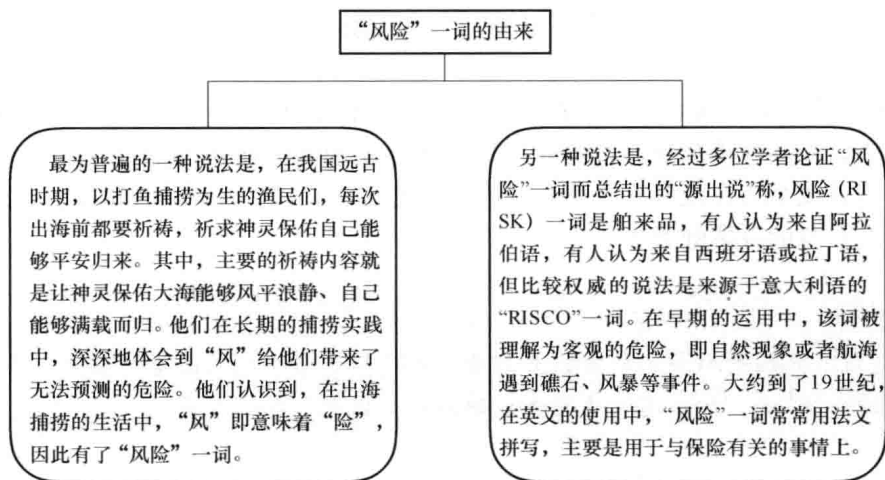 “风险”一词的由来
最为普遍的一种说法是，在我国远古
时期，以打鱼捕捞为生的渔民们，每次
出海前都要祈祷，祈求神灵保佑自己能
够平安归来。其中，主要的祈祷内容就
是让神灵保佑大海能够风平浪静、自己
能够满载而归。他们在长期的捕捞实践
中，深深地体会到“风”给他们带来了
无法预测的危险。他们认识到，在出海
捕捞的生活中，“风”即意味着“险”，
因此有了“风险”一词。
另一种说法是，经过多位学者论证“风
险”一词而总结出的“源出说”称，风险（RI
SK）一词是舶来品，有人认为来自阿拉
伯语，有人认为来自西班牙语或拉丁语，
但比较权威的说法是来源于意大利语的
“RISCO”一词。在早期的运用中，该词被
理解为客观的危险，即自然现象或者航海
遇到礁石、风暴等事件。大约到了19世纪，
在英文的使用中，“风险”一词常常用法文
拼写，主要是用于与保险有关的事情上。